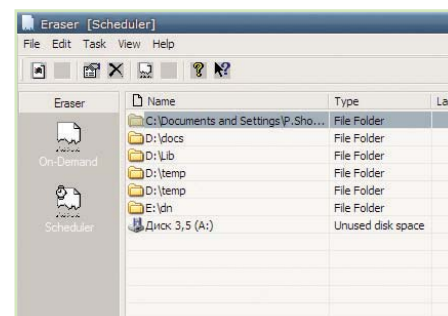 Eraser [Scheduler]
File Edit Task View Help
Eraser
On-Demand
Scheduler
Name Type La
C:\Documents and Settings\P.Sho... File Folder
D:\docs File Folder
D:\Lib File Folder
D:\temp File Folder
D:\temp File Folder
E:\dn File Folder
Диск 3,5 (A:) Unused disk space